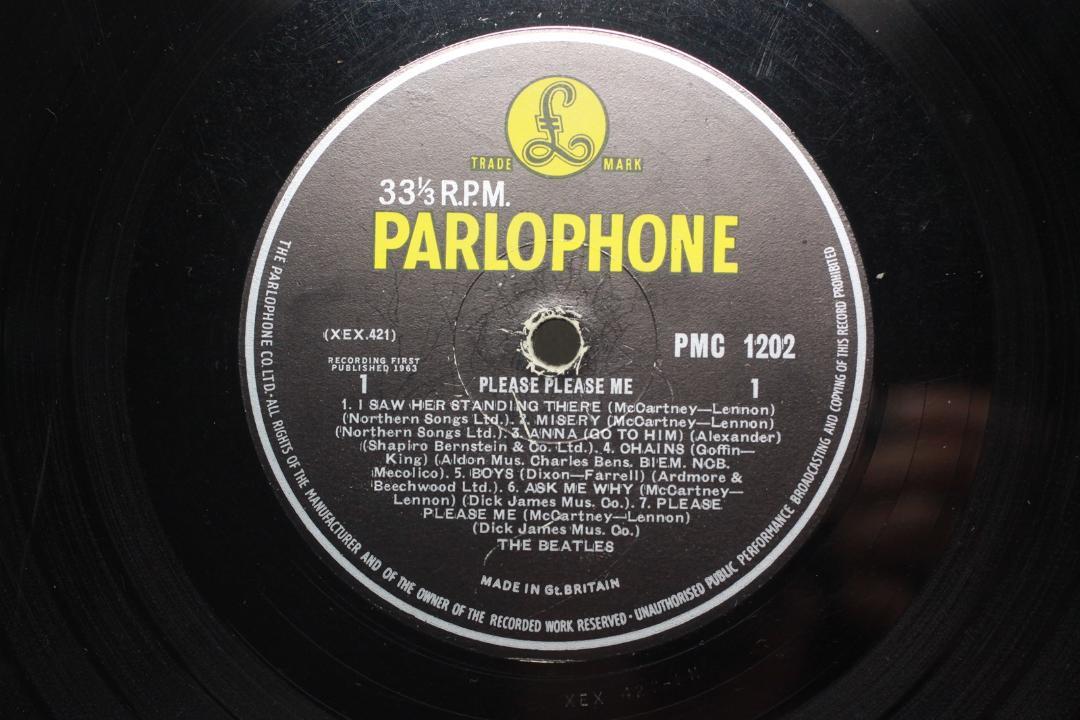 £
TRADE MARK
33⅓ R.P.M.
PARLOPHONE
(XEX.421)
PMC 1202
RECORDING FIRST
PUBLISHED 1963
1 PLEASE PLEASE ME 1
1. I SAW HER STANDING THERE (McCartney—Lennon)
(Northern Songs Ltd.). 2. MISERY (McCartney—Lennon)
(Northern Songs Ltd.). 3. ANNA (GO TO HIM) (Alexander)
(Shapiro Bernstein & Co. Ltd.). 4. CHAINS (Goffin—
King) (Aldon Mus. Charles Bens. BIEM. NCB.
Mecolico). 5. BOYS (Dixon—Farrell) (Ardmore &
Beechwood Ltd.). 6. ASK ME WHY (McCartney—
Lennon) (Dick James Mus. Co.). 7. PLEASE
PLEASE ME (McCartney—Lennon)
(Dick James Mus. Co.)
THE BEATLES
MADE IN Gt.BRITAIN
THE PARLOPHONE CO. LTD.· ALL RIGHTS OF THE MANUFACTURER AND OF THE OWNER OF THE RECORDED WORK RESERVED · UNAUTHORISED PUBLIC PERFORMANCE BROADCASTING AND COPYING OF THIS RECORD PROHIBITED
XEX